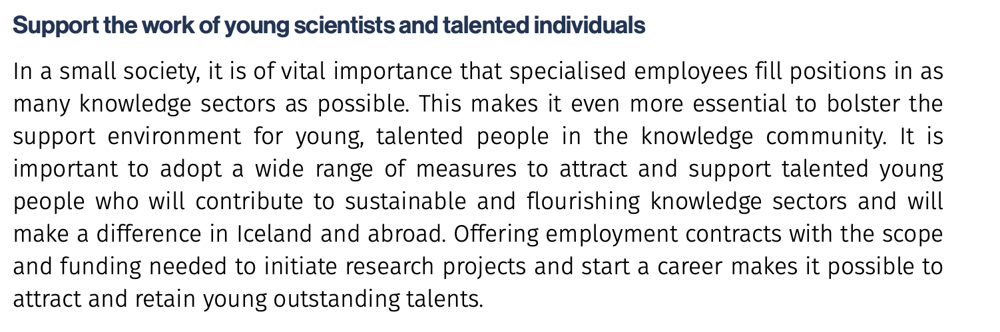 Support the work of young scientists and talented individuals
In a small society, it is of vital importance that specialised employees fill positions in as
many knowledge sectors as possible. This makes it even more essential to bolster the
support environment for young, talented people in the knowledge community. It is
important to adopt a wide range of measures to attract and support talented young
people who will contribute to sustainable and flourishing knowledge sectors and will
make a difference in Iceland and abroad. Offering employment contracts with the scope
and funding needed to initiate research projects and start a career makes it possible to
attract and retain young outstanding talents.